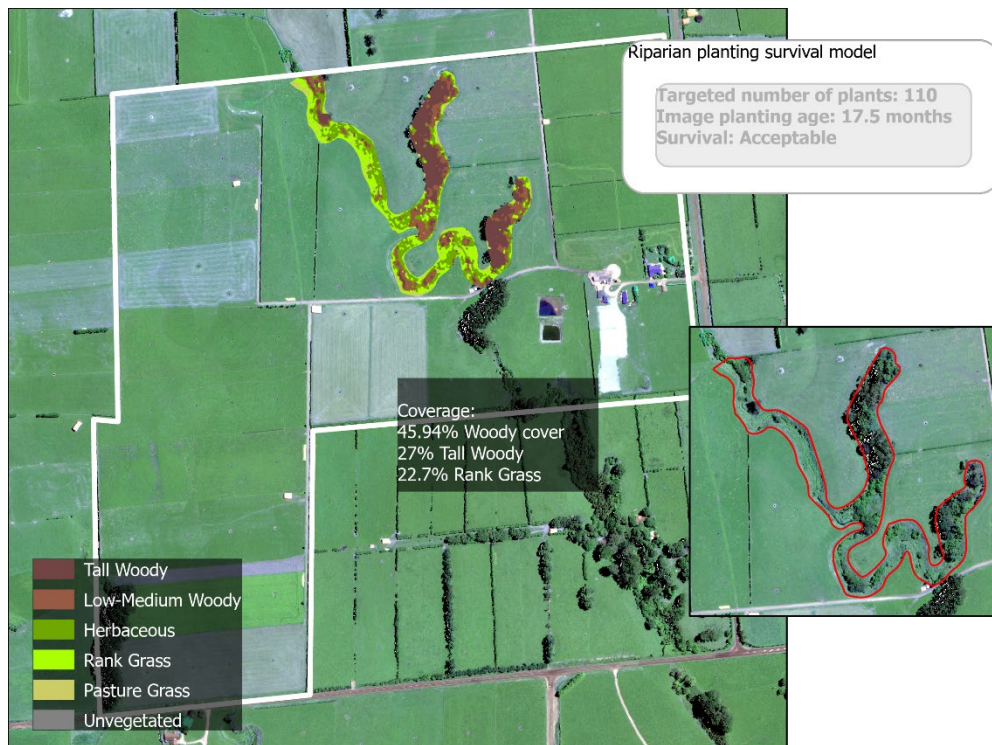 Riparian planting survival model
Targeted number of plants: 110
Image planting age: 17.5 months
Survival: Acceptable
Coverage:
45.94% Woody cover
27% Tall Woody
22.7% Rank Grass
Tall Woody
Low-Medium Woody
Herbaceous
Rank Grass
Pasture Grass
Unvegetated